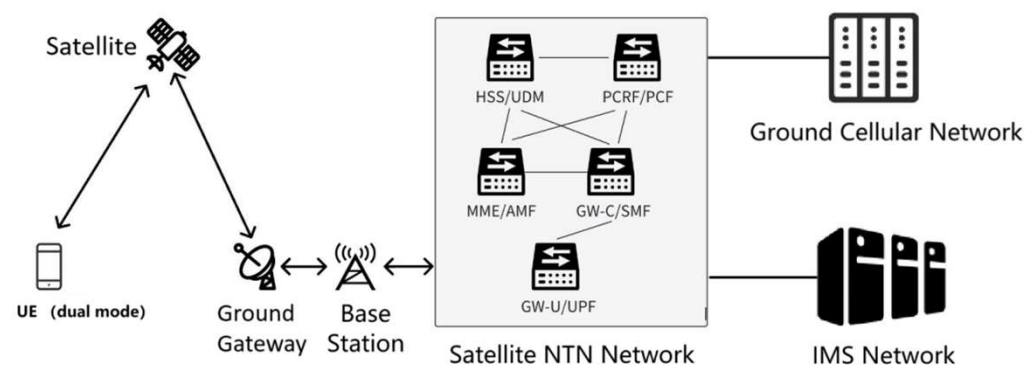 Satellite
HSS/UDM
PCRF/PCF
Ground Cellular Network
MME/AMF
GW-C/SMF
UE (dual mode)
Ground
Gateway
Base
Station
GW-U/UPF
Satellite NTN Network
IMS Network